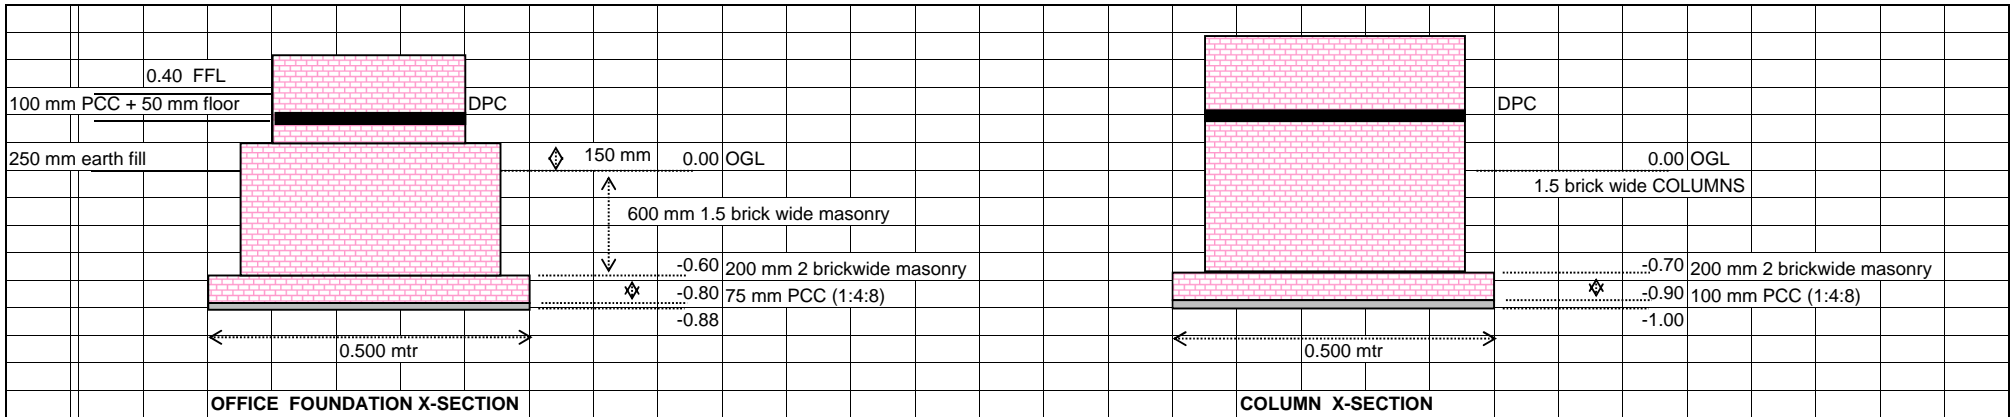 0.40 FFL
100 mm PCC + 50 mm floor
DPC
250 mm earth fill
150 mm
0.00 OGL
600 mm 1.5 brick wide masonry
-0.60 200 mm 2 brickwide masonry
-0.80 75 mm PCC (1:4:8)
-0.88
0.500 mtr
OFFICE FOUNDATION X-SECTION
DPC
0.00 OGL
1.5 brick wide COLUMNS
-0.70 200 mm 2 brickwide masonry
-0.90 100 mm PCC (1:4:8)
-1.00
0.500 mtr
COLUMN X-SECTION